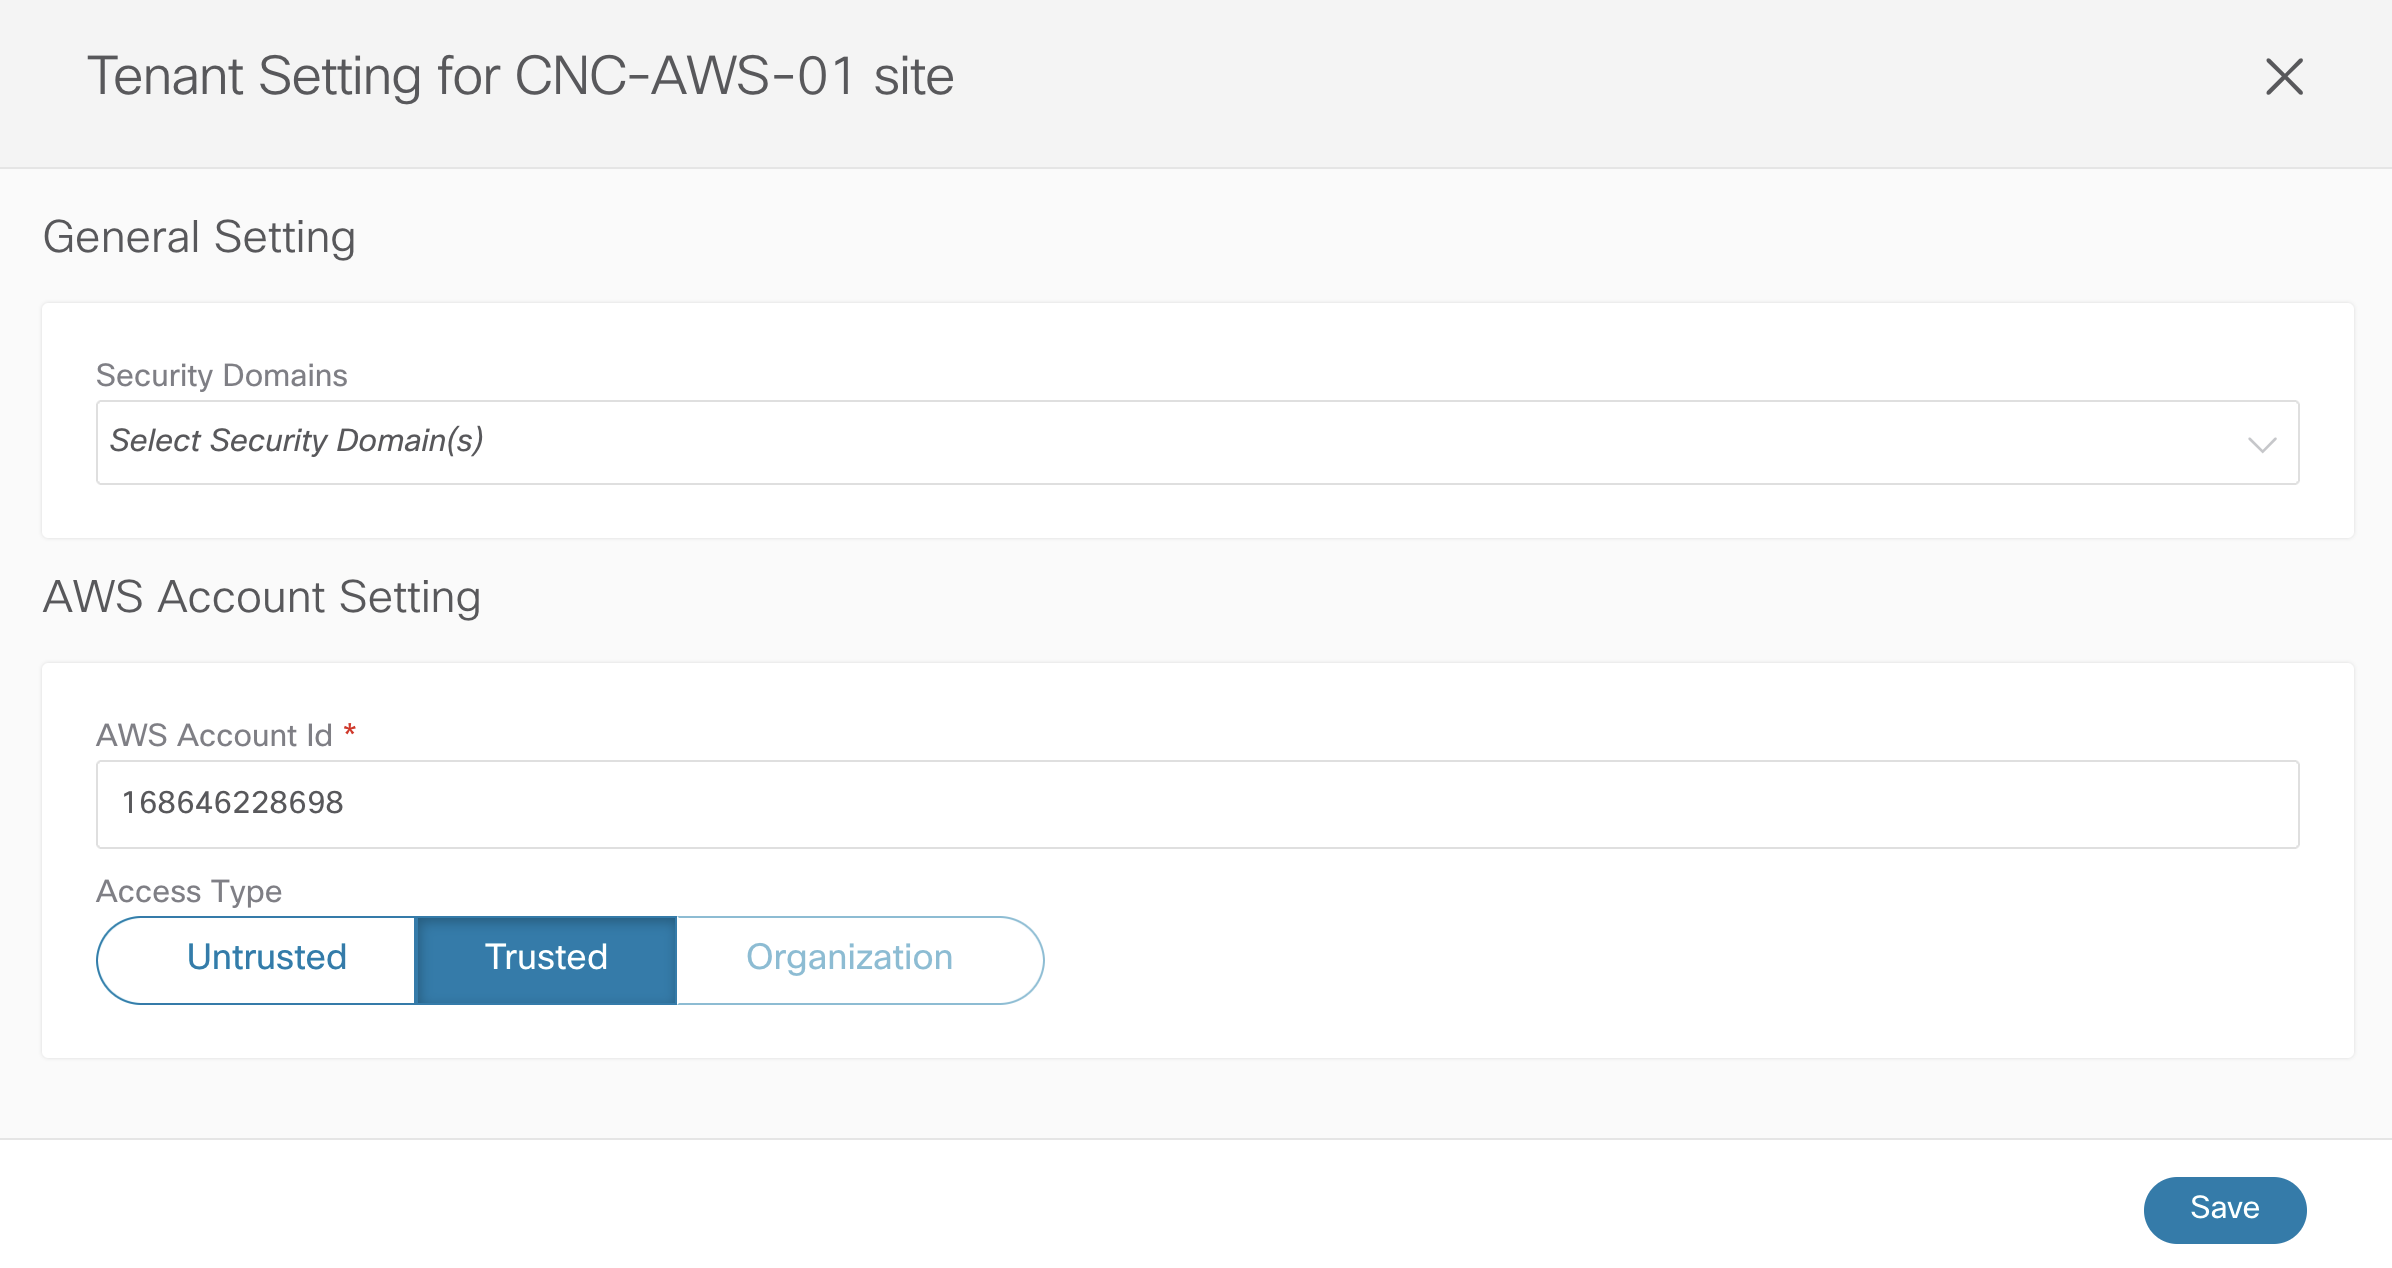 Tenant Setting for CNC-AWS-01 site
General Setting
Security Domains
Select Security Domain(s)
AWS Account Setting
AWS Account Id *
168646228698
Access Type
Untrusted Trusted Organization
Save